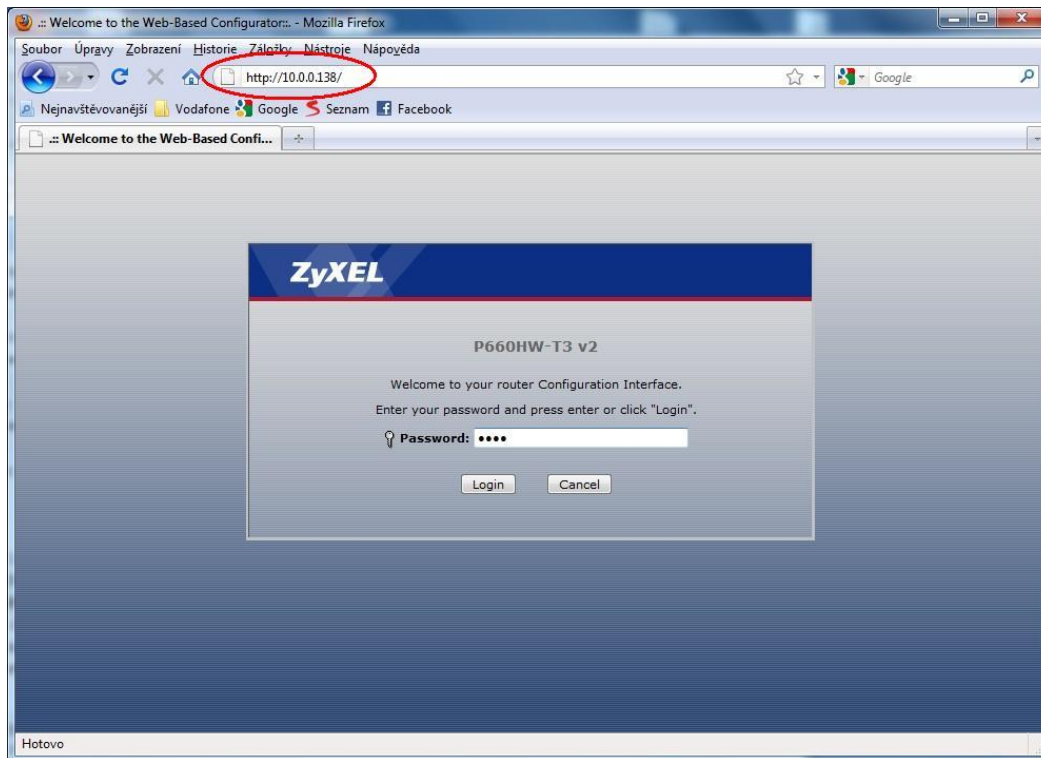 .:: Welcome to the Web-Based Configurator::. - Mozilla Firefox
Soubor Úpravy Zobrazení Historie Záložky Nástroje Nápověda
http://10.0.0.138/
Google
Nejnavštěvovanější Vodafone Google Seznam Facebook
.:: Welcome to the Web-Based Confi...
ZyXEL
P660HW-T3 v2
Welcome to your router Configuration Interface.
Enter your password and press enter or click "Login".
Password: ••••
Login Cancel
Hotovo